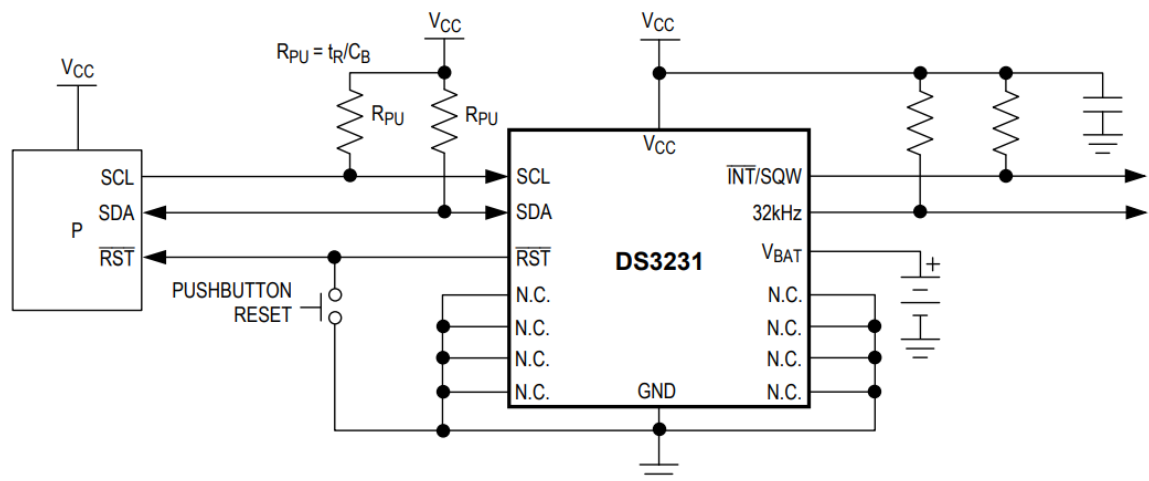 VCC
RPU = tR/CB
VCC
VCC
RPU
RPU
VCC
SCL
SDA
P
RST
PUSHBUTTON
RESET
SCL
SDA
RST
N.C.
N.C.
N.C.
N.C.
DS3231
GND
INT/SQW
32kHz
VBAT
N.C.
N.C.
N.C.
N.C.
+